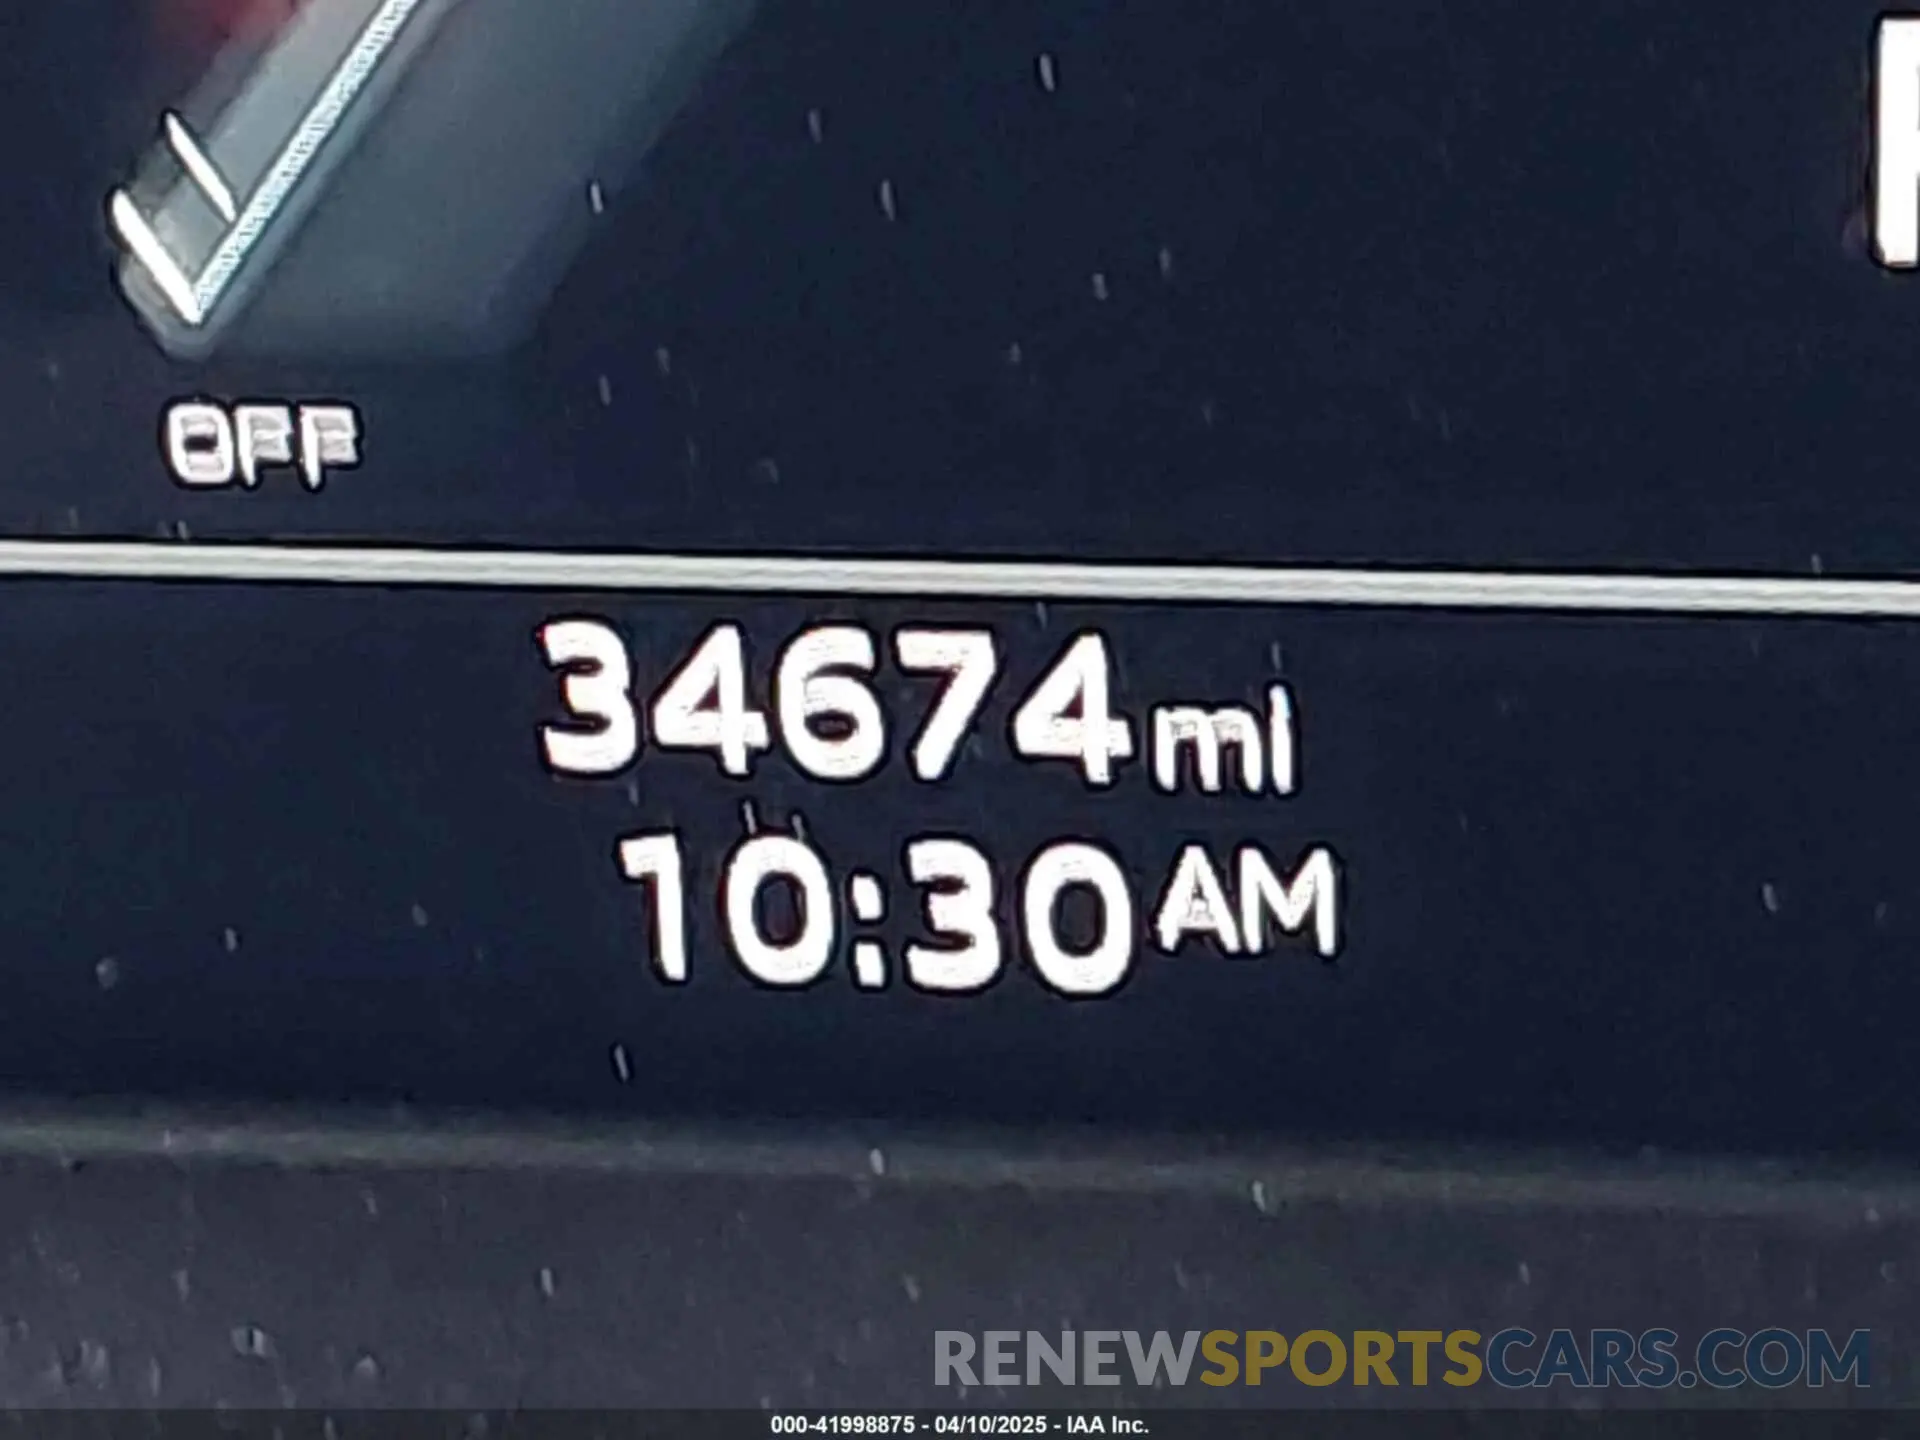 OFF
34674 mi
10:30 AM
RENEWSPORTSCARS.COM
000-41998875 - 04/10/2025 - IAA Inc.